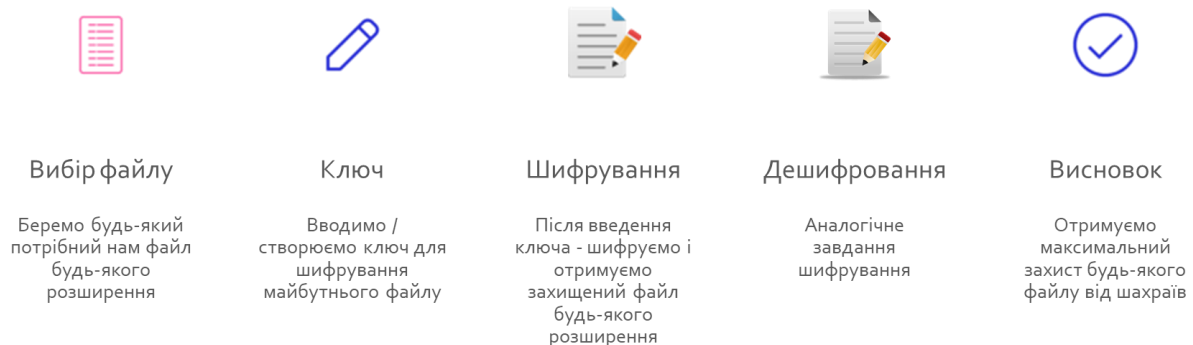 Вибір файлу
Беремо будь-який
потрібний нам файл
будь-якого
розширення
Ключ
Вводимо /
створюємо ключ для
шифрування
майбутнього файлу
Шифрування
Після введення
ключа - шифруємо і
отримуємо
захищений файл
будь-якого
розширення
Дешифровання
Аналогічне
завдання
шифрування
Висновок
Отримуємо
максимальний
захист будь-якого
файлу від шахраїв